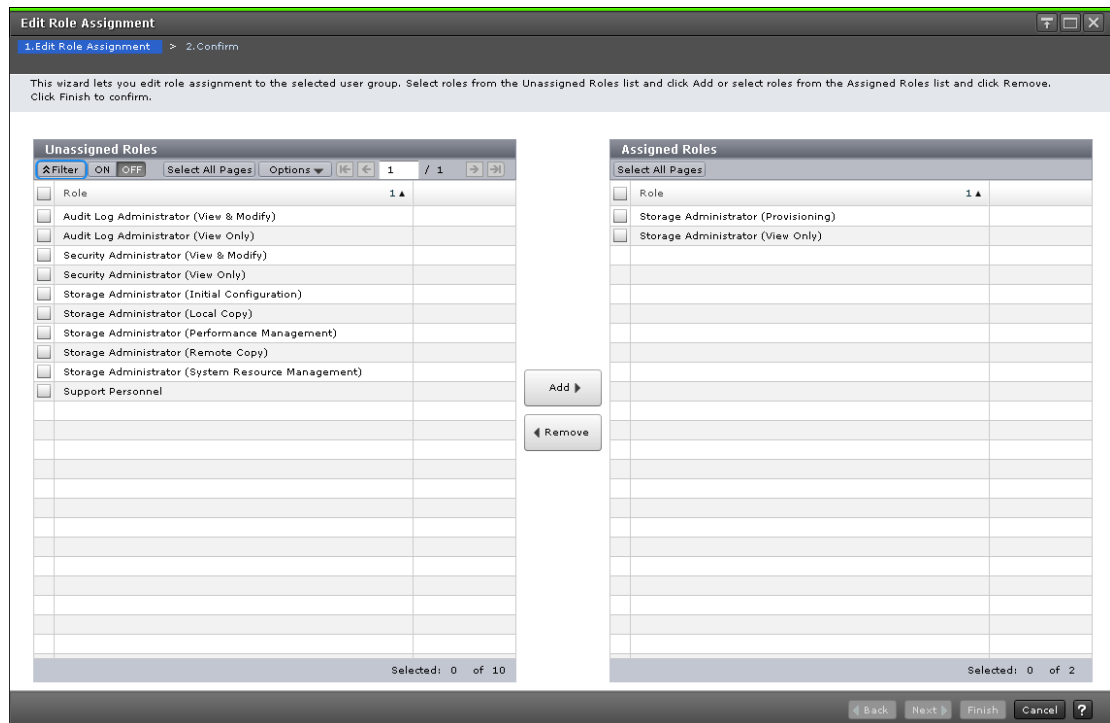 Edit Role Assignment
1.Edit Role Assignment > 2.Confirm
This wizard lets you edit role assignment to the selected user group. Select roles from the Unassigned Roles list and click Add or select roles from the Assigned Roles list and click Remove.
Click Finish to confirm.
Unassigned Roles
Filter ON OFF Select All Pages Options 1 / 1
Role 1
Audit Log Administrator (View & Modify)
Audit Log Administrator (View Only)
Security Administrator (View & Modify)
Security Administrator (View Only)
Storage Administrator (Initial Configuration)
Storage Administrator (Local Copy)
Storage Administrator (Performance Management)
Storage Administrator (Remote Copy)
Storage Administrator (System Resource Management)
Support Personnel
Selected: 0 of 10
Add
Remove
Assigned Roles
Select All Pages
Role 1
Storage Administrator (Provisioning)
Storage Administrator (View Only)
Selected: 0 of 2
Back Next Finish Cancel ?